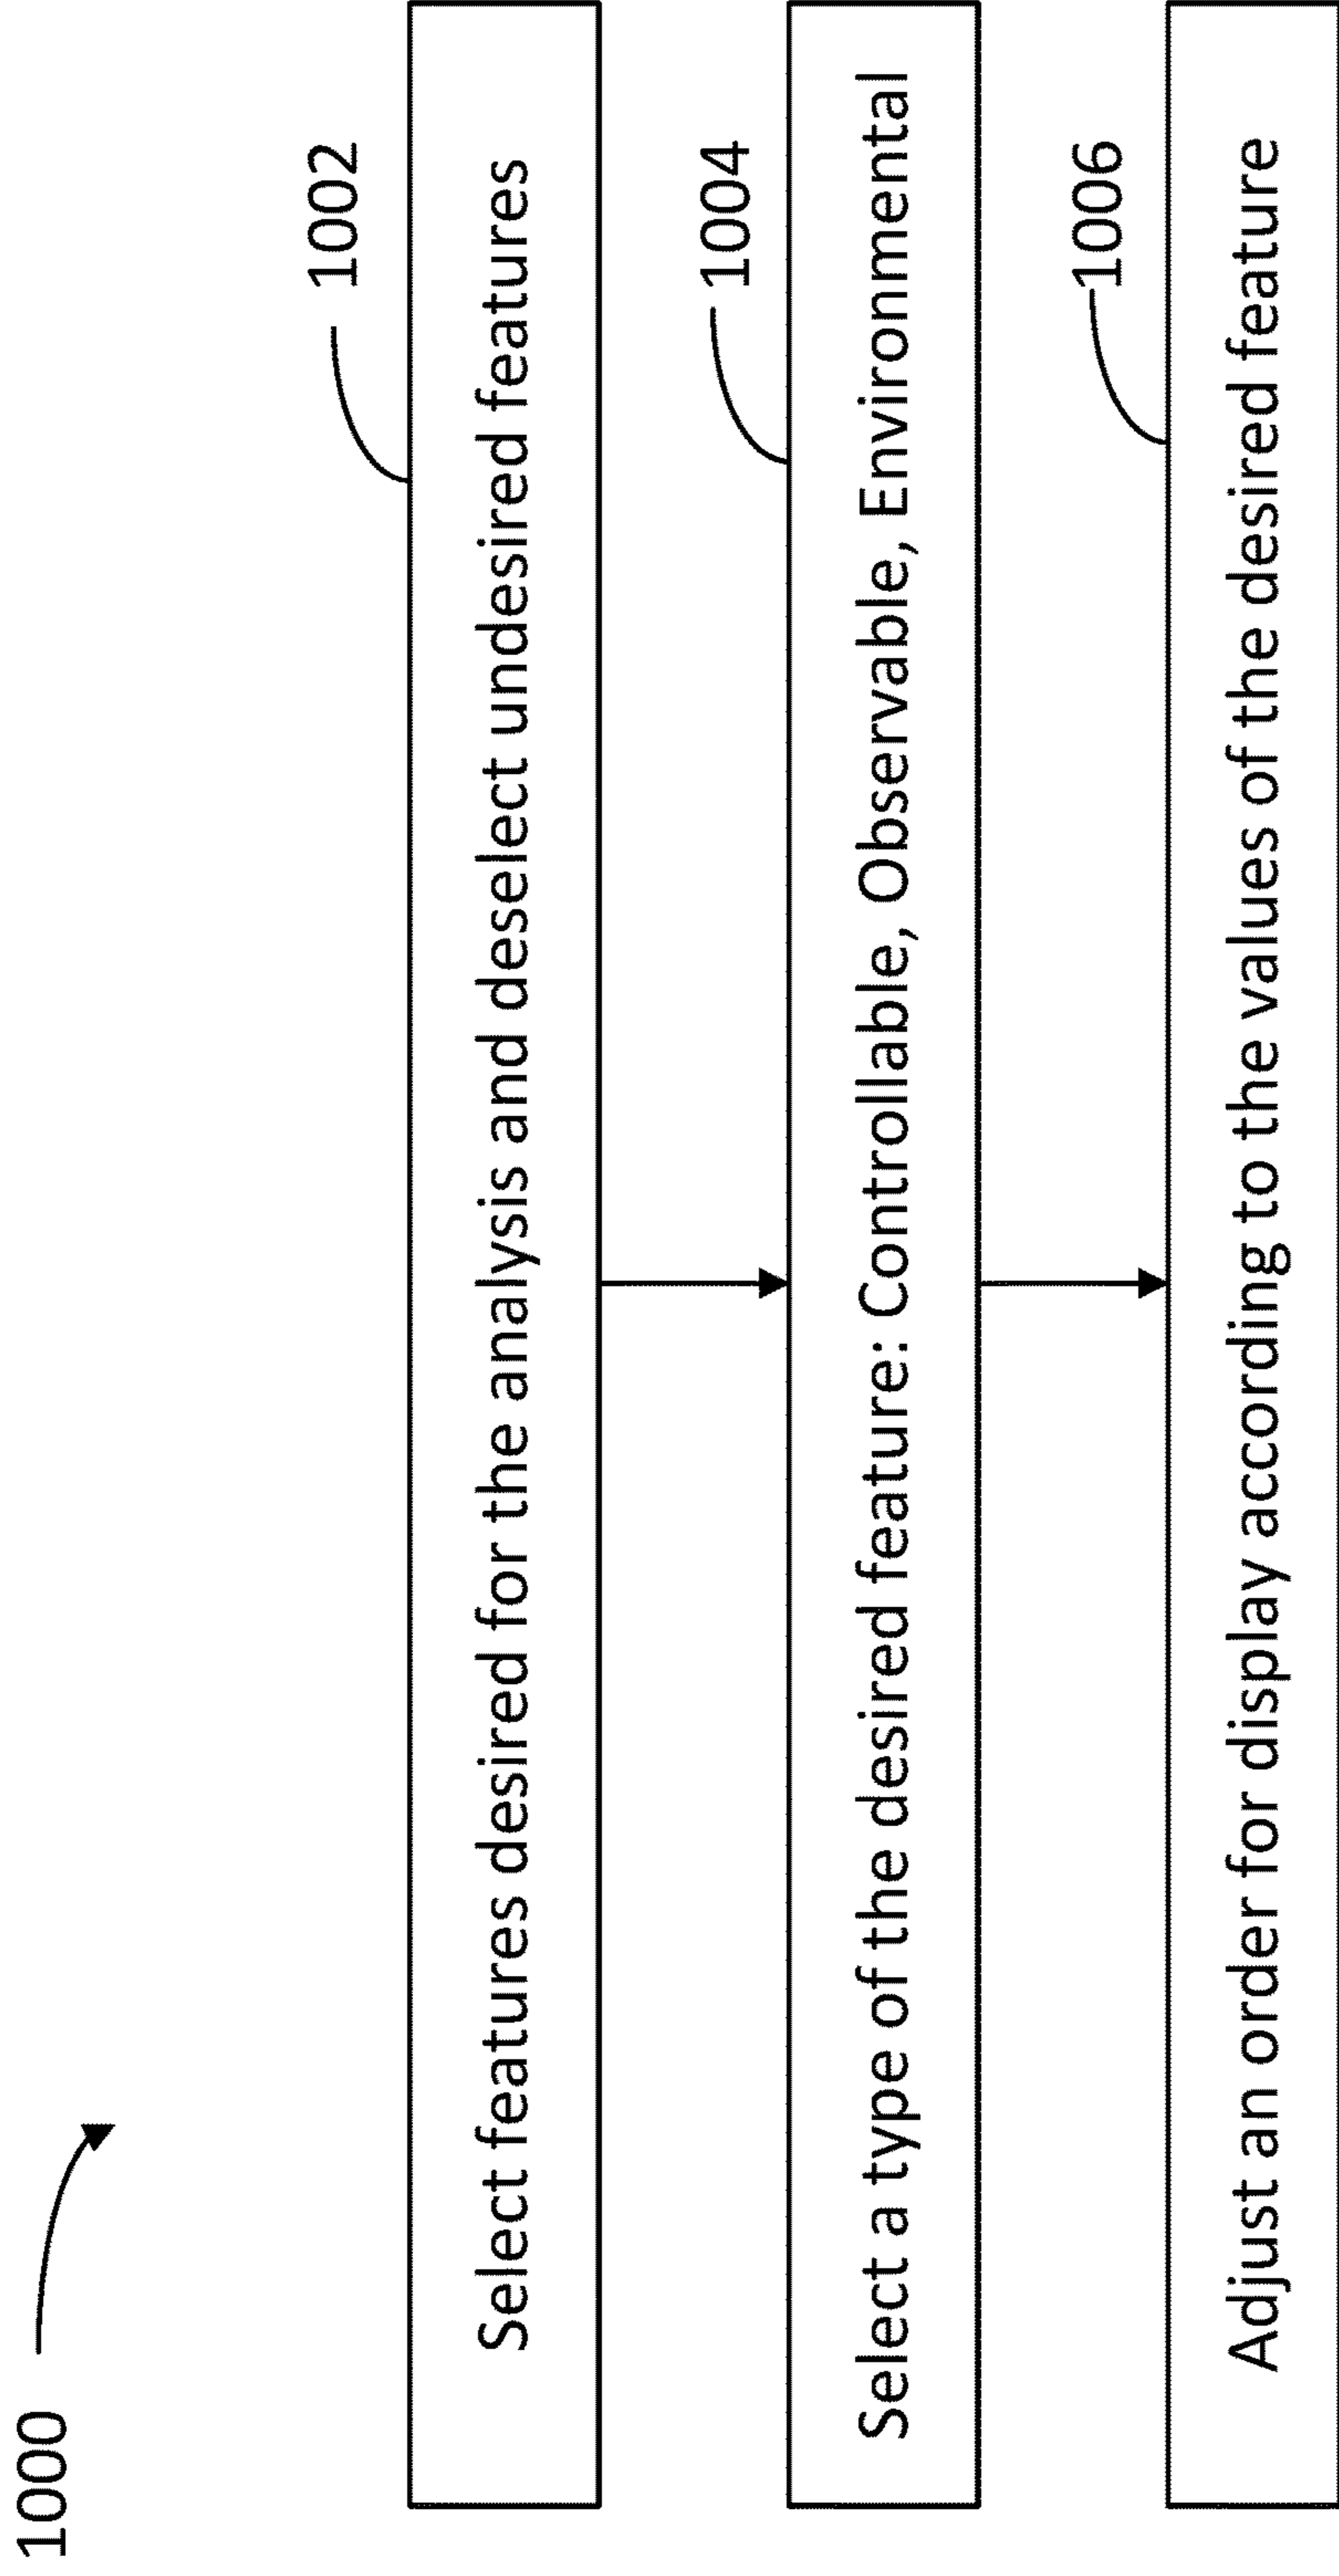 1000
1002
Select features desired for the analysis and deselect undesired features
1004
Select a type of the desired feature: Controllable, Observable, Environmental
1006
Adjust an order for display according to the values of the desired feature